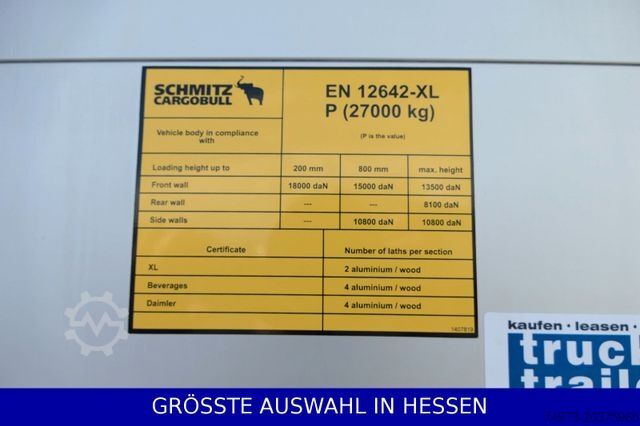 SCHMITZ
CARGOBULL
EN 12642-XL
P (27000 kg)
Vehicle body in compliance
with
(P is the value)
Loading height up to 200 mm 800 mm max. height
Front wall 18000 daN 15000 daN 13500 daN
Rear wall --- --- 8100 daN
Side walls --- 10800 daN 10800 daN
Certificate Number of laths per section
XL 2 aluminium / wood
Beverages 4 aluminium / wood
Daimler 4 aluminium / wood
1407819
kaufen · leasen
truc
traile
GRÖSSTE AUSWAHL IN HESSEN